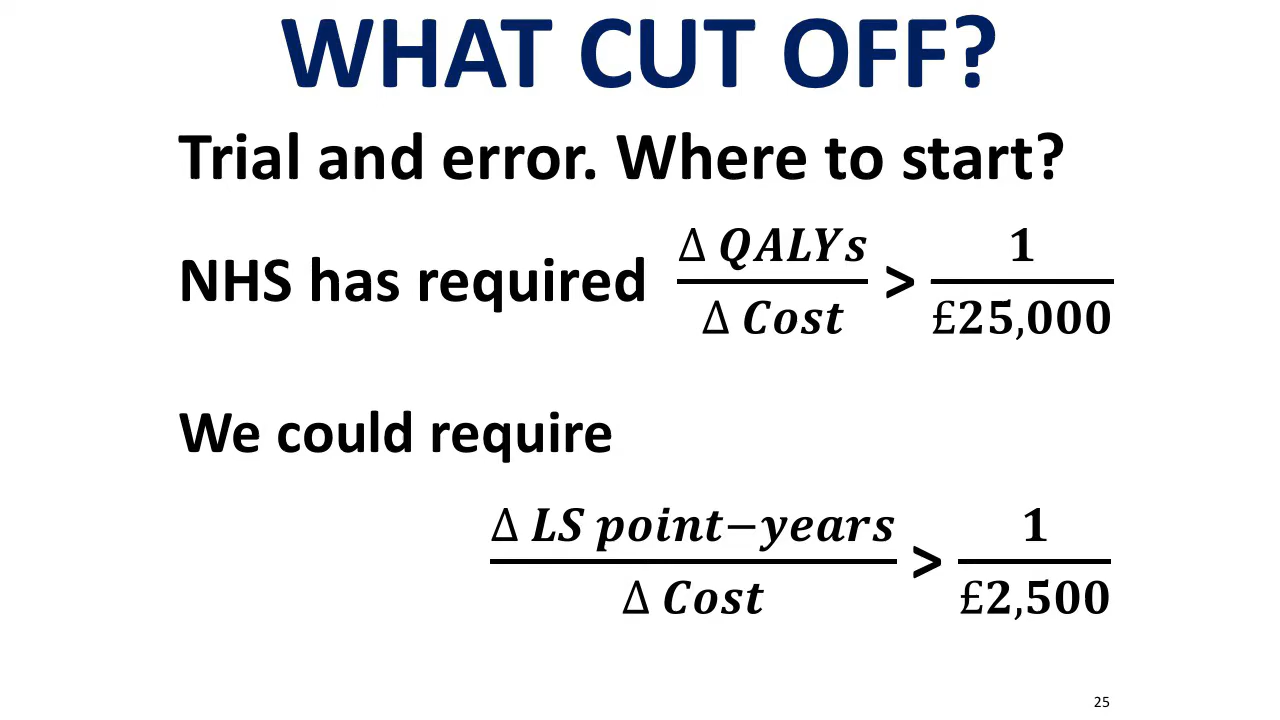 WHAT CUT OFF?
Trial and error. Where to start?
NHS has required Δ QALYs / Δ Cost > 1 / £25,000
We could require
Δ LS point−years / Δ Cost > 1 / £2,500
25